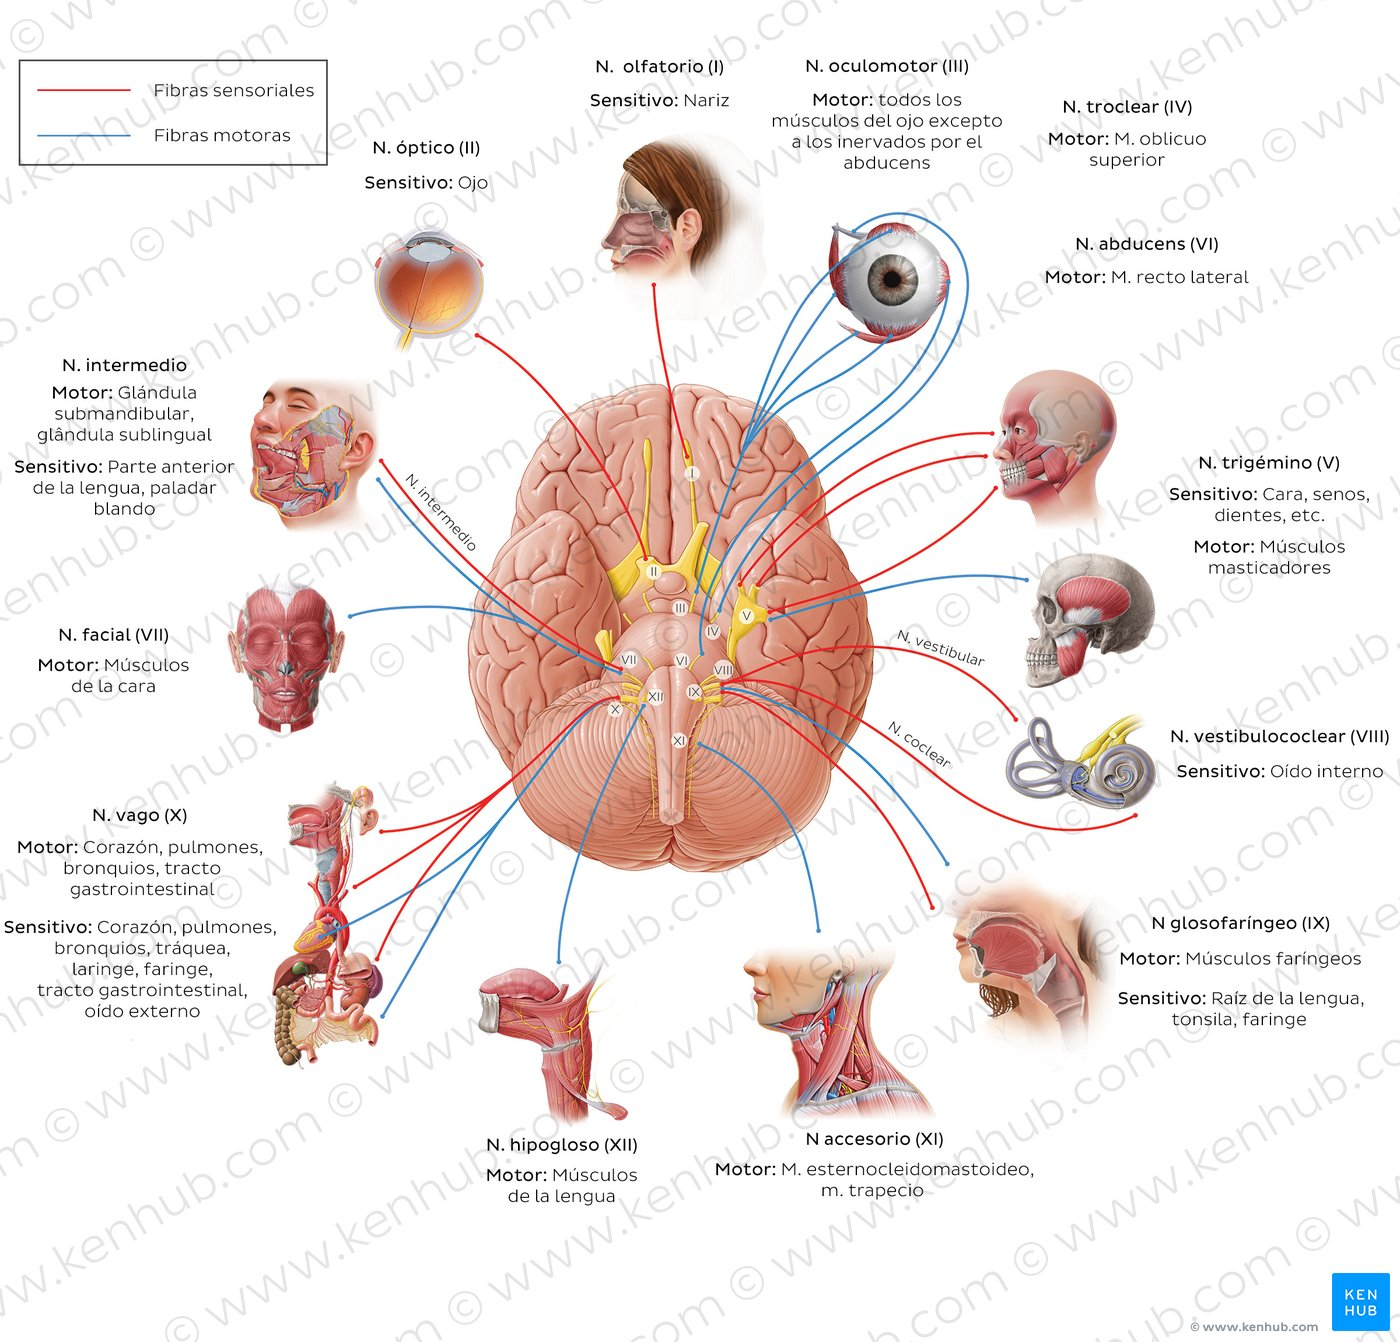 Fibras sensoriales
Fibras motoras
N. olfatorio (I)
Sensitivo: Nariz
N. oculomotor (III)
Motor: todos los
músculos del ojo excepto
a los inervados por el
abducens
N. troclear (IV)
Motor: M. oblicuo
superior
N. óptico (II)
Sensitivo: Ojo
N. abducens (VI)
Motor: M. recto lateral
N. intermedio
Motor: Glándula
submandibular,
glândula sublingual
Sensitivo: Parte anterior
de la lengua, paladar
blando
N. intermedio
N. trigémino (V)
Sensitivo: Cara, senos,
dientes, etc.
Motor: Músculos
masticadores
I
II
III
IV
V
VI
VII
VIII
IX
X
XI
XII
N. facial (VII)
Motor: Músculos
de la cara
N. vestibular
N. coclear
N. vestibulococlear (VIII)
Sensitivo: Oído interno
N. vago (X)
Motor: Corazón, pulmones,
bronquios, tracto
gastrointestinal
Sensitivo: Corazón, pulmones,
bronquios, tráquea,
laringe, faringe,
tracto gastrointestinal,
oído externo
N glosofaríngeo (IX)
Motor: Músculos faríngeos
Sensitivo: Raíz de la lengua,
tonsila, faringe
N. hipogloso (XII)
Motor: Músculos
de la lengua
N accesorio (XI)
Motor: M. esternocleidomastoideo,
m. trapecio
KEN
HUB
© www.kenhub.com